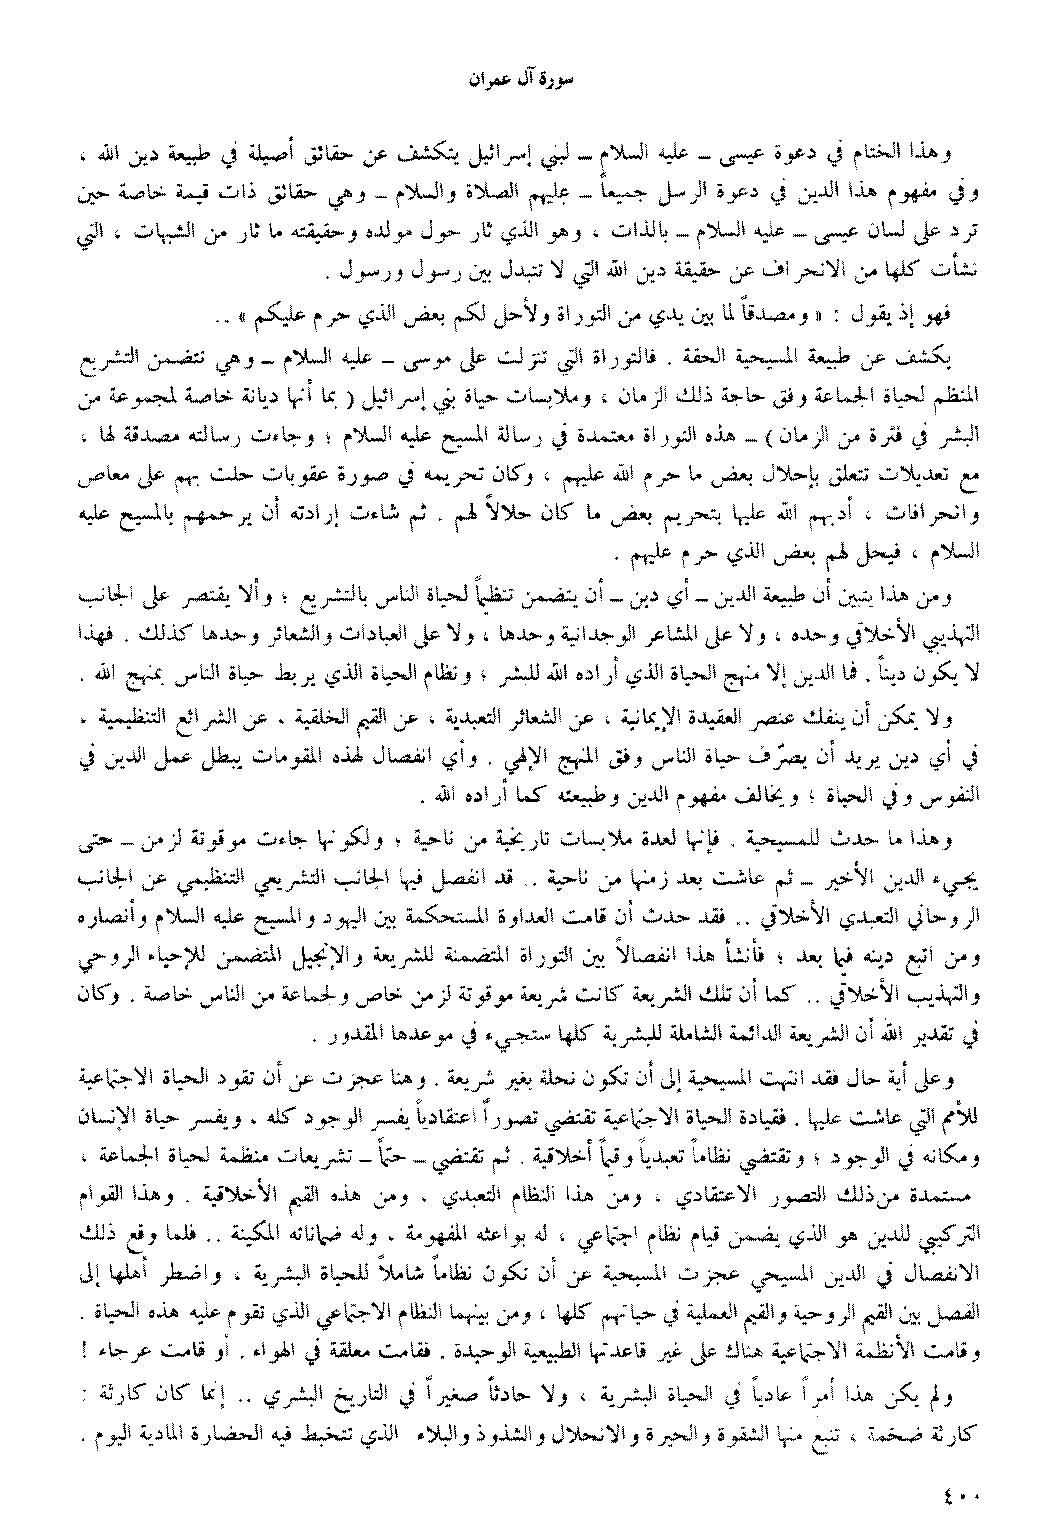 سورة آل عمران
وهذا الختام في دعوة عيسى – عليه السلام – لبني إسرائيل يتكشف عن حقائق أصيلة في طبيعة دين الله ،
وفي مفهوم هذا الدين في دعوة الرسل جميعاً – عليهم الصلاة والسلام – وهي حقائق ذات قيمة خاصة حين
ترد على لسان عيسى – عليه السلام – بالذات ، وهو الذي ثار حول مولده وحقيقته ما ثار من الشبهات ، التي
نشأت كلها من الانحراف عن حقيقة دين الله التي لا تتبدل بين رسول ورسول .
فهو إذ يقول : « ومصدقاً لما بين يدي من التوراة ولأحل لكم بعض الذي حرم عليكم » ..
يكشف عن طبيعة المسيحية الحقة . فالتوراة التي تنزلت على موسى – عليه السلام – وهي تتضمن التشريع
المنظم لحياة الجماعة وفق حاجة ذلك الزمان ، وملابسات حياة بني إسرائيل ( بما أنها ديانة خاصة لمجموعة من
البشر في فترة من الزمان ) – هذه التوراة معتمدة في رسالة المسيح عليه السلام ؛ وجاءت رسالته مصدقة لها ،
مع تعديلات تتعلق بإحلال بعض ما حرم الله عليهم ، وكان تحريمه في صورة عقوبات حلت بهم على معاص
وانحرافات ، أدبهم الله عليها بتحريم بعض ما كان حلالاً لهم . ثم شاءت إرادته أن يرحمهم بالمسيح عليه
السلام ، فيحل لهم بعض الذي حرم عليهم .
ومن هذا يتبين أن طبيعة الدين – أي دين – أن يتضمن تنظيماً لحياة الناس بالتشريع ؛ وألا يقتصر على الجانب
التهذيبي الأخلاقي وحده ، ولا على المشاعر الوجدانية وحدها ، ولا على العبادات والشعائر وحدها كذلك . فهذا
لا يكون ديناً . فما الدين إلا منهج الحياة الذي أراده الله للبشر ؛ ونظام الحياة الذي يربط حياة الناس بمنهج الله .
ولا يمكن أن ينفك عنصر العقيدة الإيمانية ، عن الشعائر التعبدية ، عن القيم الخلقية ، عن الشرائع التنظيمية ،
في أي دين يريد أن يصرّف حياة الناس وفق المنهج الإلهي . وأي انفصال لهذه المقومات يبطل عمل الدين في
النفوس وفي الحياة ؛ ويخالف مفهوم الدين وطبيعته كما أراده الله .
وهذا ما حدث للمسيحية . فإنها لعدة ملابسات تاريخية من ناحية ؛ ولكونها جاءت موقوتة لزمن – حتى
يجيء الدين الأخير – ثم عاشت بعد زمنها من ناحية .. قد انفصل فيها الجانب التشريعي التنظيمي عن الجانب
الروحاني التعبدي الأخلاقي .. فقد حدث أن قامت العداوة المستحكمة بين اليهود والمسيح عليه السلام وأنصاره
ومن اتبع دينه فيما بعد ؛ فأنشأ هذا انفصالاً بين التوراة المتضمنة للشريعة والإنجيل المتضمن للإحياء الروحي
والتهذيب الأخلاقي .. كما أن تلك الشريعة كانت شريعة موقوتة لزمن خاص ولجماعة من الناس خاصة . وكان
في تقدير الله أن الشريعة الدائمة الشاملة للبشرية كلها ستجيء في موعدها المقدور .
وعلى أية حال فقد انتهت المسيحية إلى أن تكون نحلة بغير شريعة . وهنا عجزت عن أن تقود الحياة الاجتماعية
للأمم التي عاشت عليها . فقيادة الحياة الاجتماعية تقتضي تصوراً اعتقادياً يفسر الوجود كله ، ويفسر حياة الإنسان
ومكانه في الوجود ؛ وتقتضي نظاماً تعبدياً وقيماً أخلاقية . ثم تقتضي – حتماً – تشريعات منظمة لحياة الجماعة ،
مستمدة من ذلك التصور الاعتقادي ، ومن هذا النظام التعبدي ، ومن هذه القيم الأخلاقية . وهذا القوام
التركيبي للدين هو الذي يضمن قيام نظام اجتماعي ، له بواعثه المفهومة ، وله ضماناته المكينة .. فلما وقع ذلك
الانفصال في الدين المسيحي عجزت المسيحية عن أن تكون نظاماً شاملاً للحياة البشرية ، واضطر أهلها إلى
الفصل بين القيم الروحية والقيم العملية في حياتهم كلها ، ومن بينهما النظام الاجتماعي الذي تقوم عليه هذه الحياة .
وقامت الأنظمة الاجتماعية هناك على غير قاعدتها الطبيعية الوحيدة . فقامت معلقة في الهواء . أو قامت عرجاء !
ولم يكن هذا أمراً عادياً في الحياة البشرية ، ولا حادثاً صغيراً في التاريخ البشري .. إنما كان كارثة :
كارثة ضخمة ، تنبع منها الشقوة والحيرة والانحلال والشذوذ والبلاء الذي تتخبط فيه الحضارة المادية اليوم .
٤٠٠